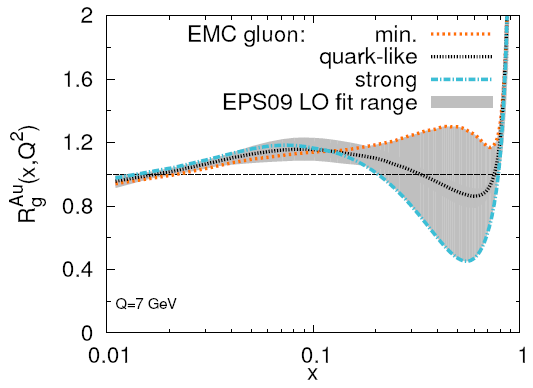 2
1.6
1.2
0.8
0.4
0
R_g^Au(x,Q²)
EMC gluon: min.
quark-like
strong
EPS09 LO fit range
Q=7 GeV
0.01 0.1 1
x